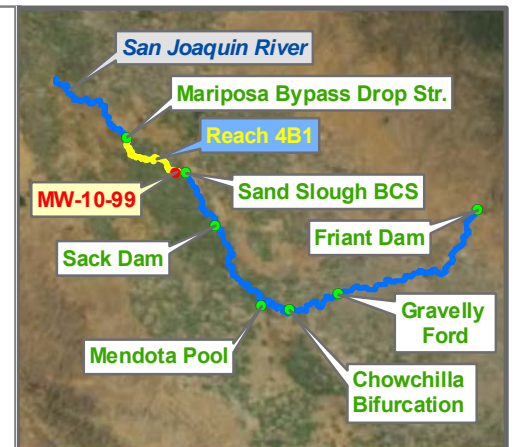 San Joaquin River
Mariposa Bypass Drop Str.
Reach 4B1
MW-10-99
Sand Slough BCS
Sack Dam
Friant Dam
Mendota Pool
Gravelly
Ford
Chowchilla
Bifurcation